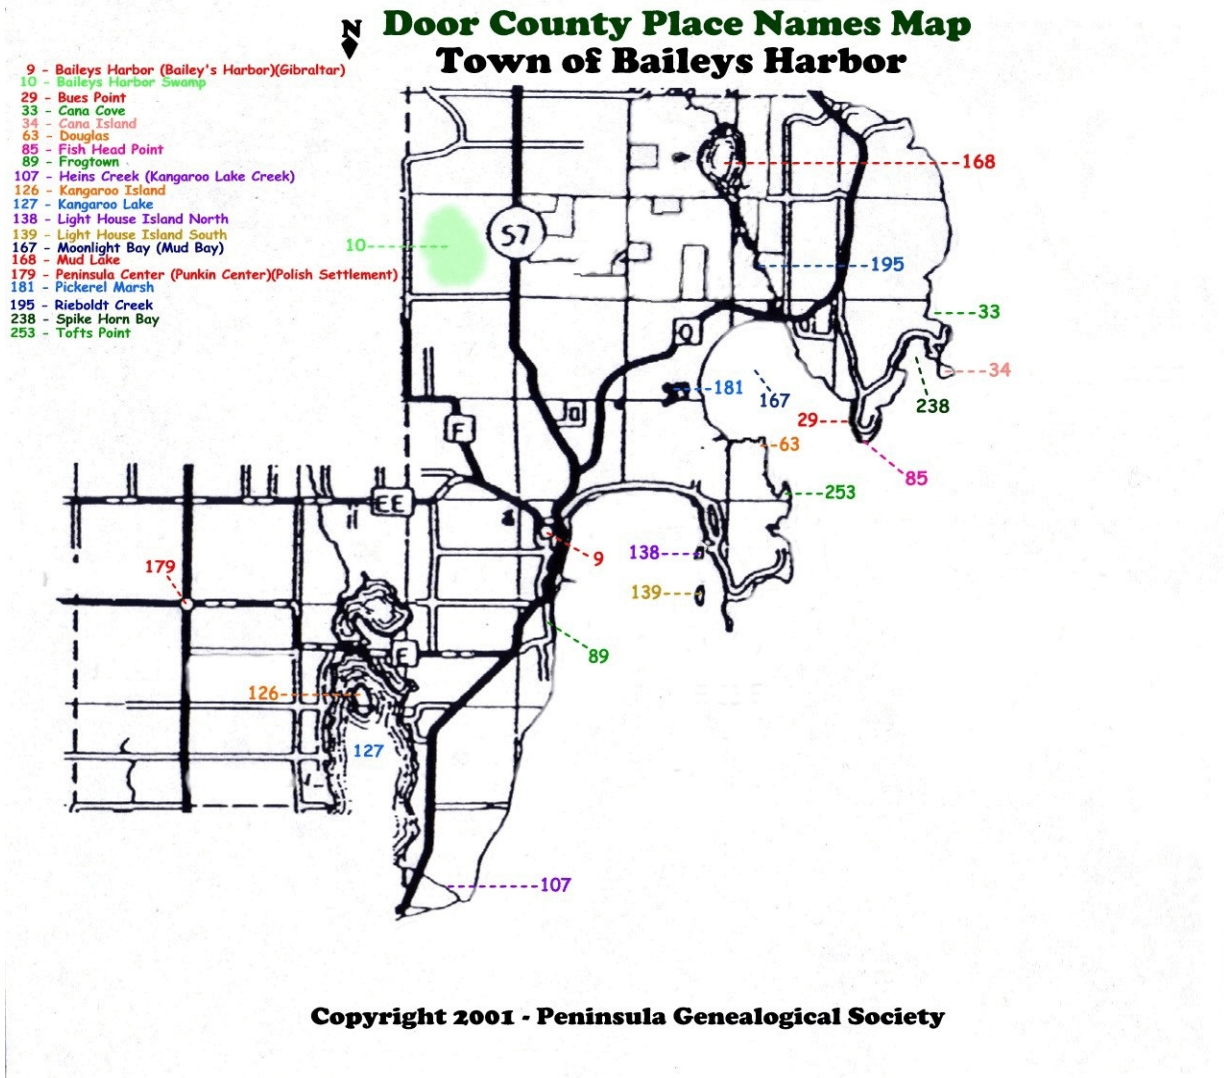 N
Door County Place Names Map
Town of Baileys Harbor
9 - Baileys Harbor (Bailey's Harbor)(Gibraltar)
10 - Baileys Harbor Swamp
29 - Bues Point
33 - Cana Cove
34 - Cana Island
63 - Douglas
85 - Fish Head Point
89 - Frogtown
107 - Heins Creek (Kangaroo Lake Creek)
126 - Kangaroo Island
127 - Kangaroo Lake
138 - Light House Island North
139 - Light House Island South
167 - Moonlight Bay (Mud Bay)
168 - Mud Lake
179 - Peninsula Center (Punkin Center)(Polish Settlement)
181 - Pickerel Marsh
195 - Rieboldt Creek
238 - Spike Horn Bay
253 - Tofts Point
168
10
57
195
33
Q
34
181
167
238
29
F
63
85
253
EE
9
138
179
139
89
E
126
127
107
Copyright 2001 - Peninsula Genealogical Society